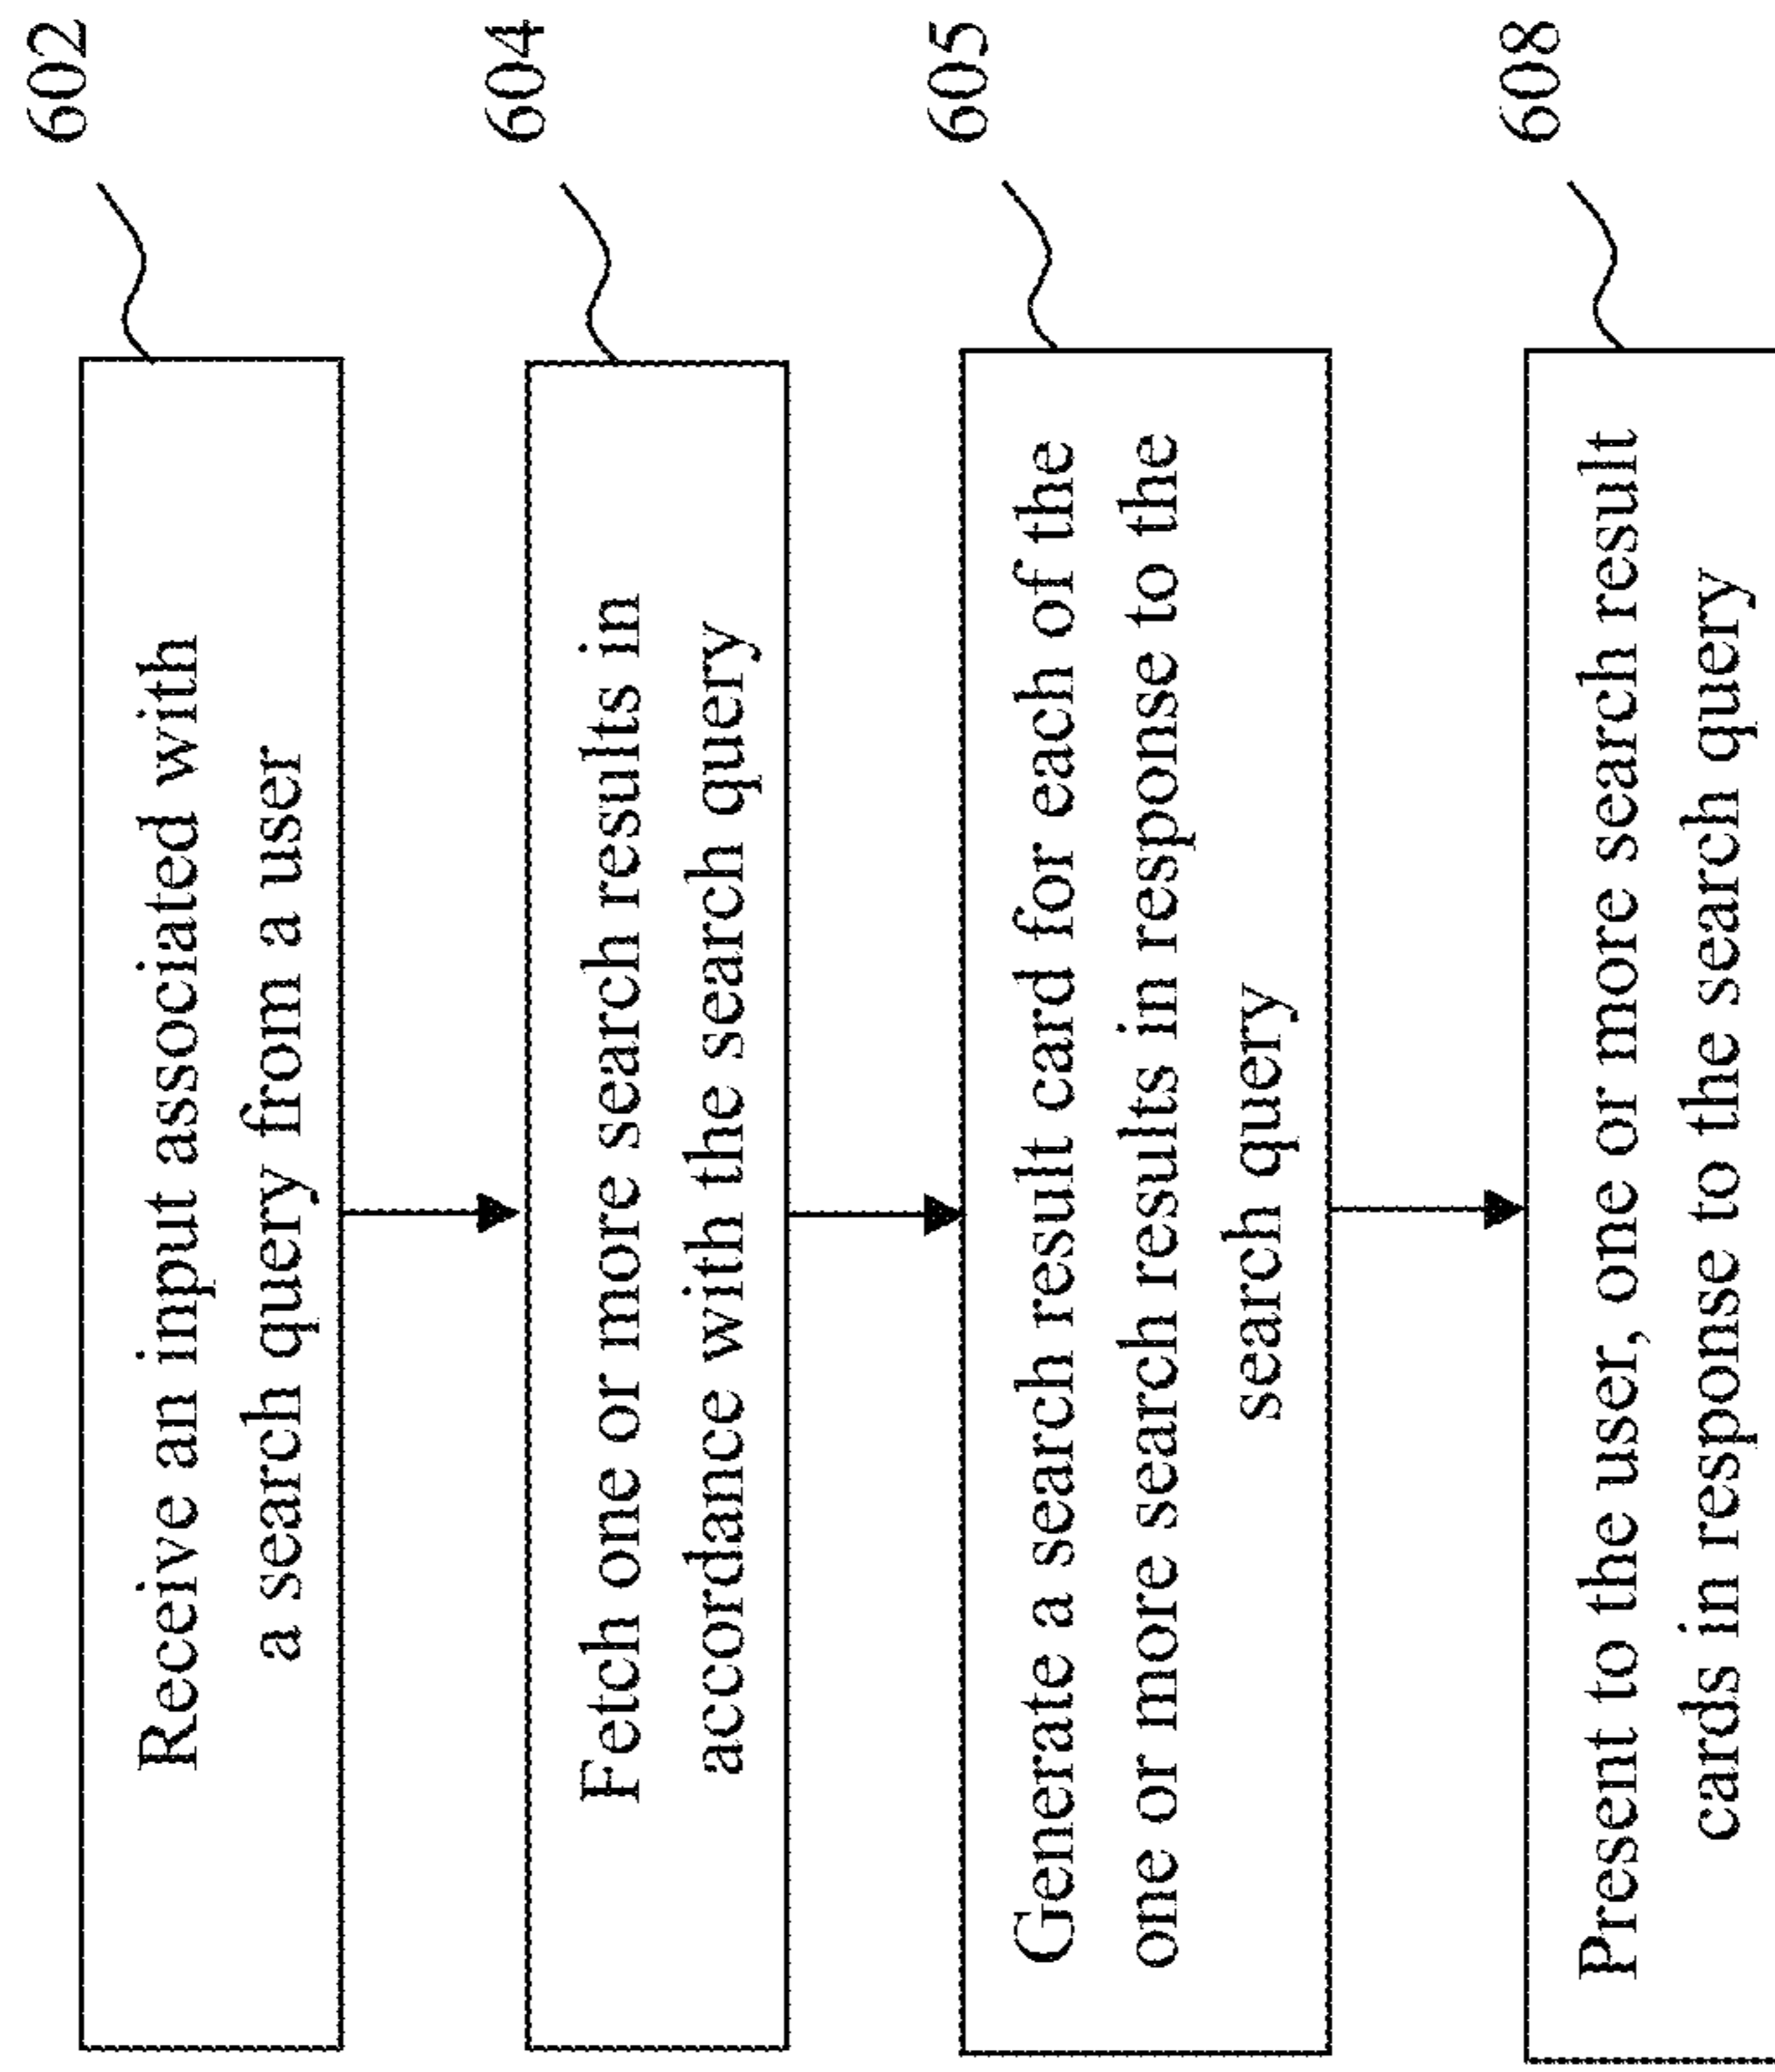 602
Receive an input associated with
a search query from a user
604
Fetch one or more search results in
accordance with the search query
605
Generate a search result card for each of the
one or more search results in response to the
search query
608
Present to the user, one or more search result
cards in response to the search query